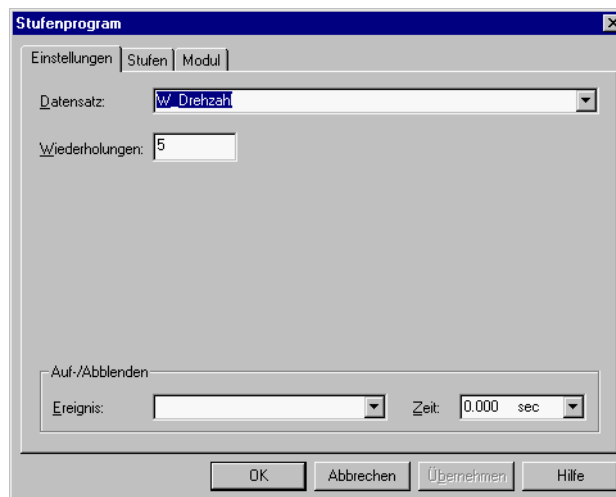 Stufenprogram
Einstellungen Stufen Modul
Datensatz: W_Drehzahl
Wiederholungen: 5
Auf-/Abblenden
Ereignis: Zeit: 0.000 sec
OK Abbrechen Übernehmen Hilfe